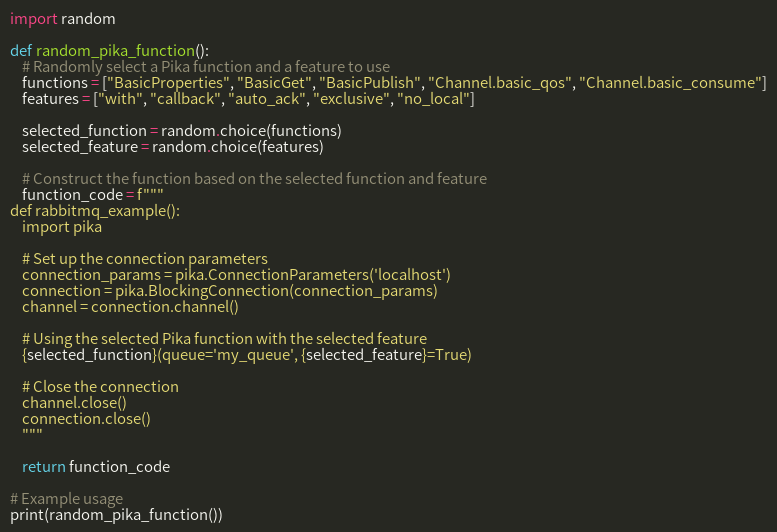 import random

def random_pika_function():
    # Randomly select a Pika function and a feature to use
    functions = ["BasicProperties", "BasicGet", "BasicPublish", "Channel.basic_qos", "Channel.basic_consume"]
    features = ["with", "callback", "auto_ack", "exclusive", "no_local"]

    selected_function = random.choice(functions)
    selected_feature = random.choice(features)

    # Construct the function based on the selected function and feature
    function_code = f"""
def rabbitmq_example():
    import pika

    # Set up the connection parameters
    connection_params = pika.ConnectionParameters('localhost')
    connection = pika.BlockingConnection(connection_params)
    channel = connection.channel()

    # Using the selected Pika function with the selected feature
    {selected_function}(queue='my_queue', {selected_feature}=True)

    # Close the connection
    channel.close()
    connection.close()
    """

    return function_code

# Example usage
print(random_pika_function())